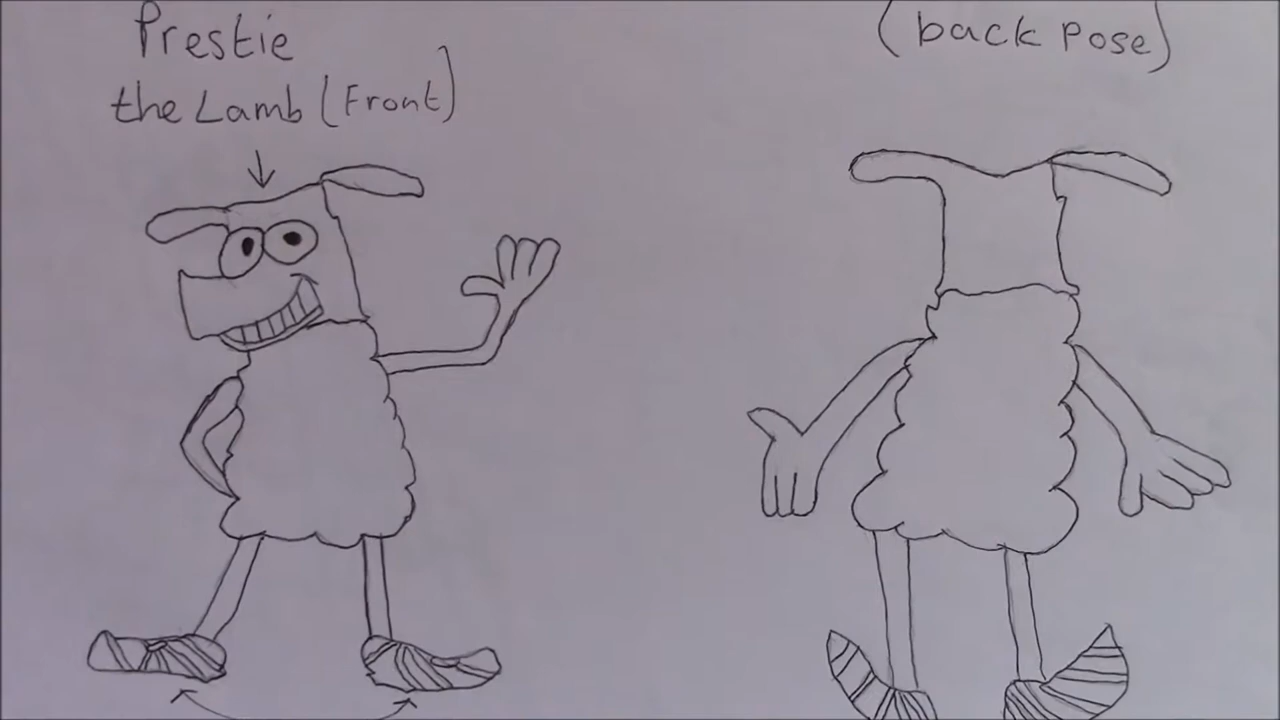 Prestie
the Lamb (Front)
(back pose)